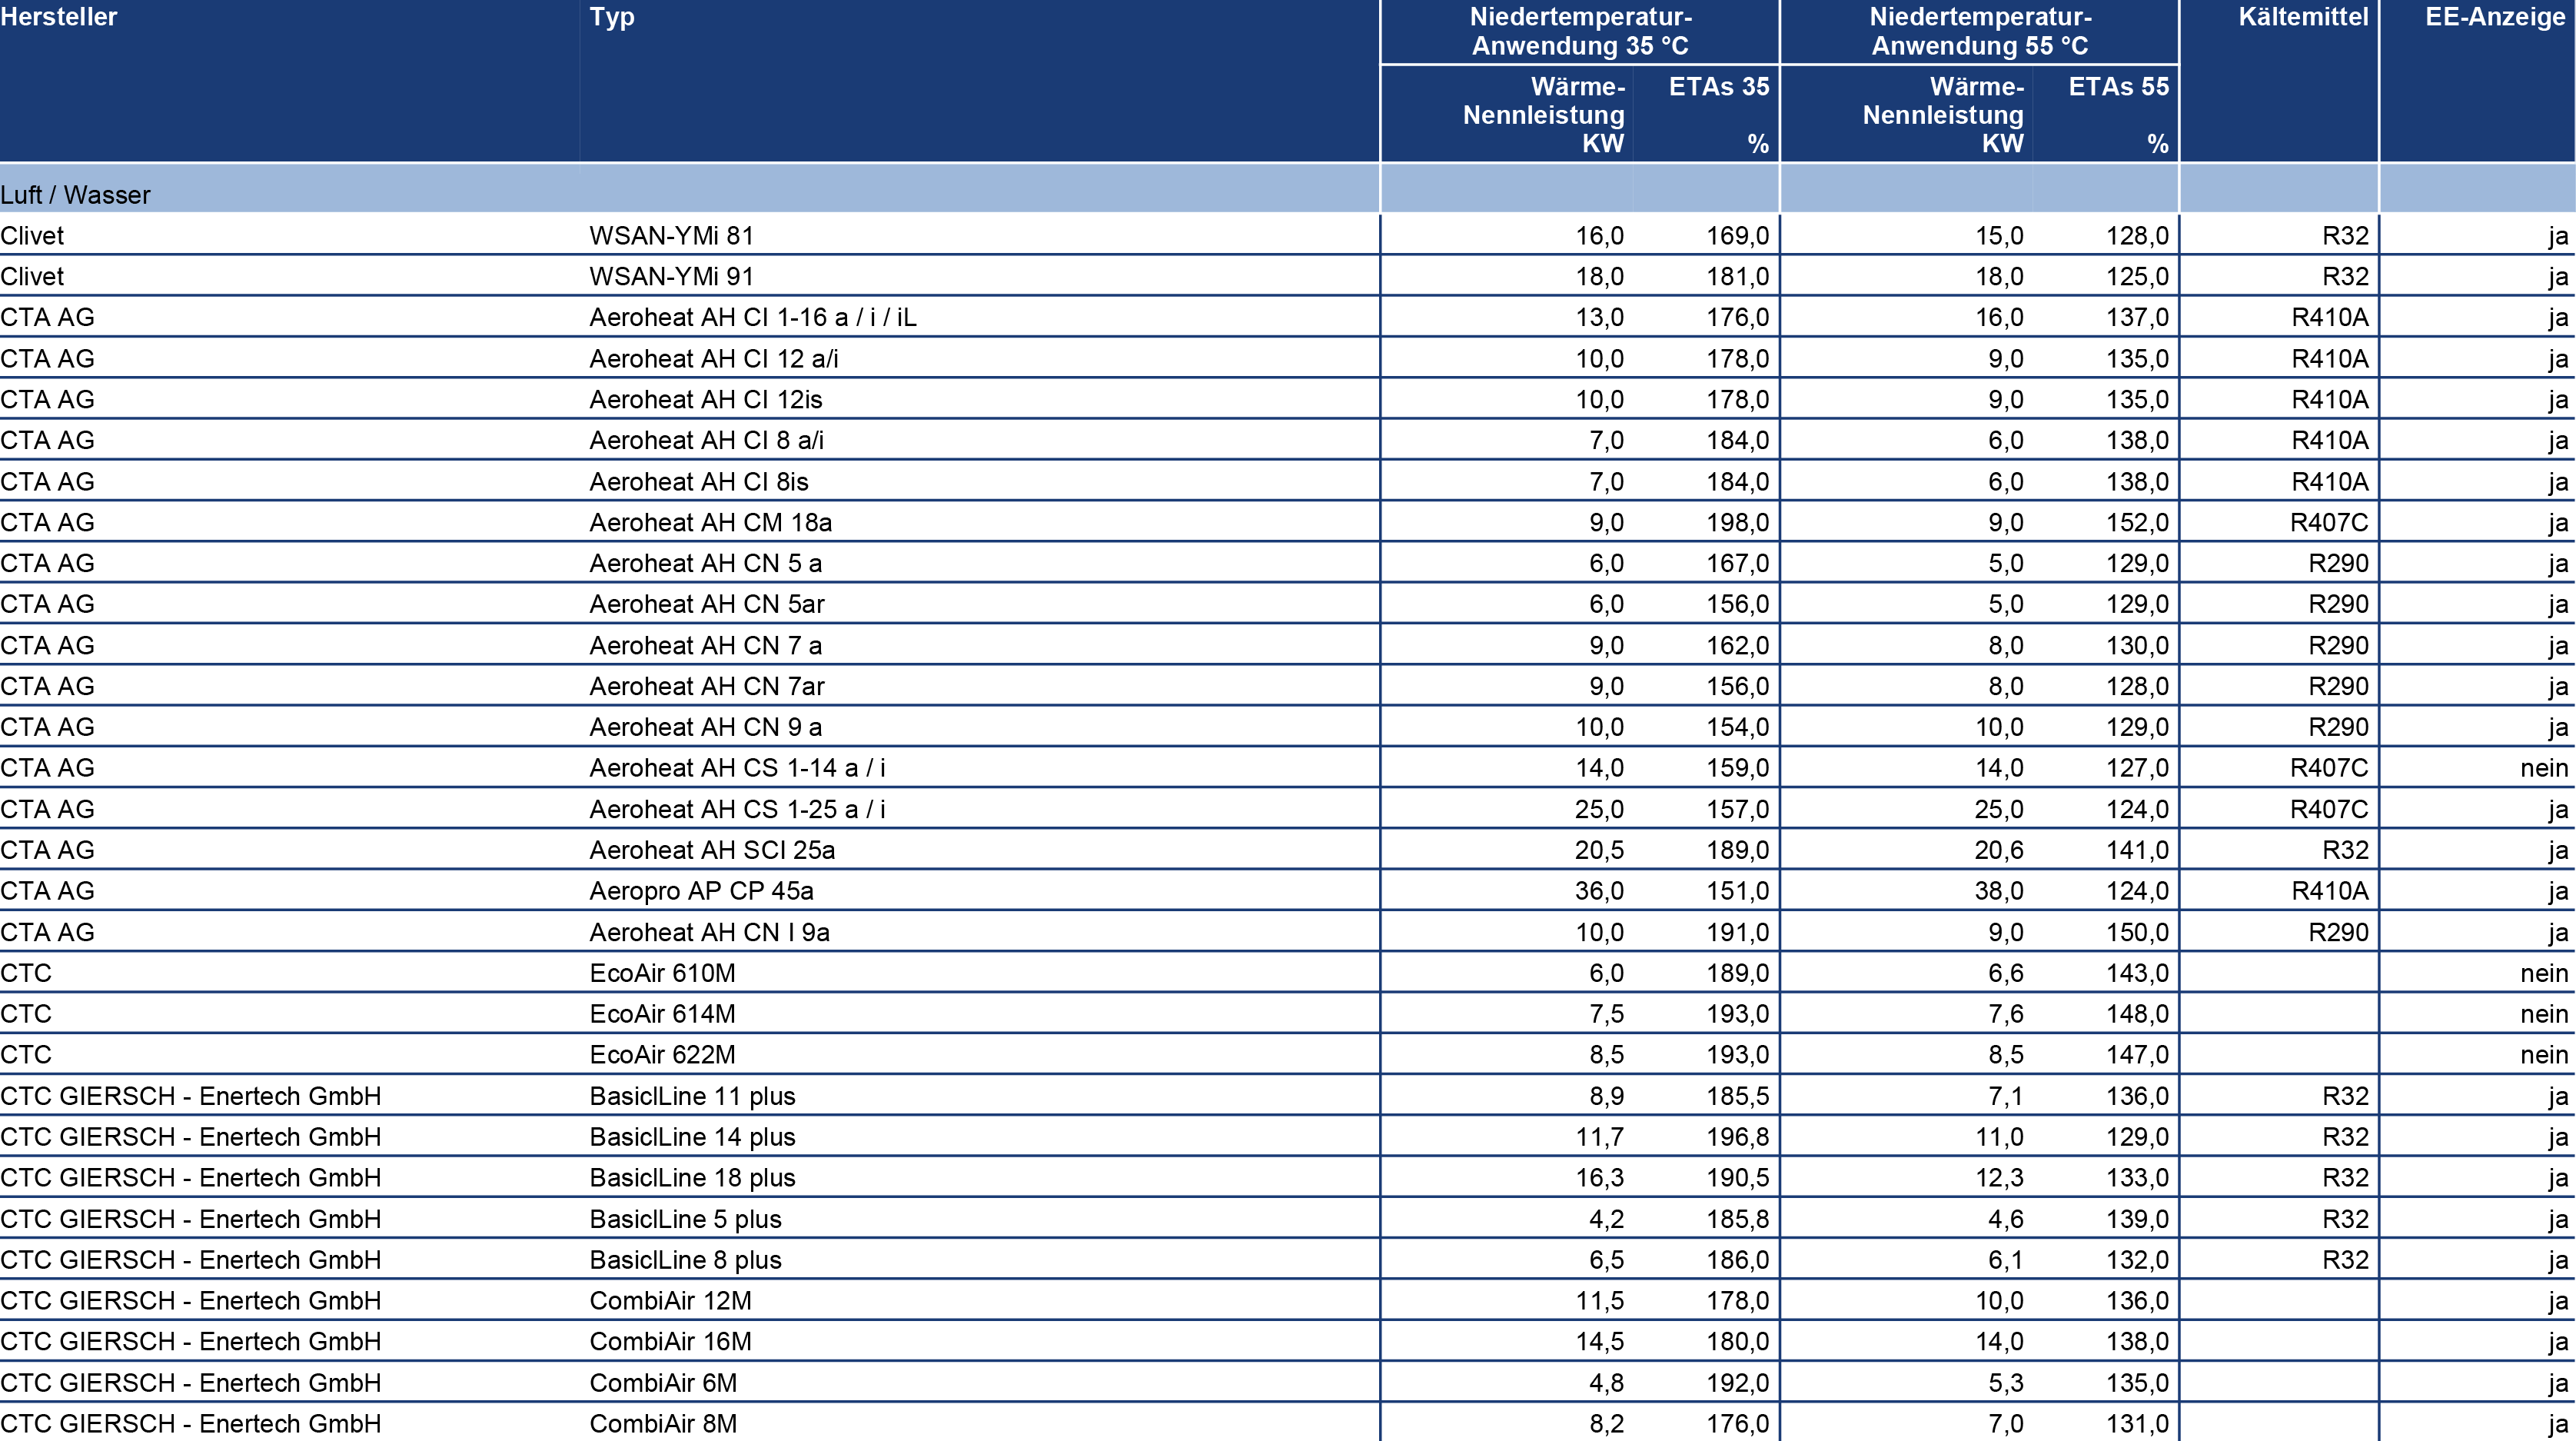 Hersteller Typ Niedertemperatur- Niedertemperatur- Kältemittel EE-Anzeige
Anwendung 35 °C Anwendung 55 °C
Wärme- ETAs 35 Wärme- ETAs 55
Nennleistung Nennleistung
KW % KW %
Luft / Wasser
Clivet WSAN-YMi 81 16,0 169,0 15,0 128,0 R32 ja
Clivet WSAN-YMi 91 18,0 181,0 18,0 125,0 R32 ja
CTA AG Aeroheat AH CI 1-16 a / i / iL 13,0 176,0 16,0 137,0 R410A ja
CTA AG Aeroheat AH CI 12 a/i 10,0 178,0 9,0 135,0 R410A ja
CTA AG Aeroheat AH CI 12is 10,0 178,0 9,0 135,0 R410A ja
CTA AG Aeroheat AH CI 8 a/i 7,0 184,0 6,0 138,0 R410A ja
CTA AG Aeroheat AH CI 8is 7,0 184,0 6,0 138,0 R410A ja
CTA AG Aeroheat AH CM 18a 9,0 198,0 9,0 152,0 R407C ja
CTA AG Aeroheat AH CN 5 a 6,0 167,0 5,0 129,0 R290 ja
CTA AG Aeroheat AH CN 5ar 6,0 156,0 5,0 129,0 R290 ja
CTA AG Aeroheat AH CN 7 a 9,0 162,0 8,0 130,0 R290 ja
CTA AG Aeroheat AH CN 7ar 9,0 156,0 8,0 128,0 R290 ja
CTA AG Aeroheat AH CN 9 a 10,0 154,0 10,0 129,0 R290 ja
CTA AG Aeroheat AH CS 1-14 a / i 14,0 159,0 14,0 127,0 R407C nein
CTA AG Aeroheat AH CS 1-25 a / i 25,0 157,0 25,0 124,0 R407C ja
CTA AG Aeroheat AH SCI 25a 20,5 189,0 20,6 141,0 R32 ja
CTA AG Aeropro AP CP 45a 36,0 151,0 38,0 124,0 R410A ja
CTA AG Aeroheat AH CN I 9a 10,0 191,0 9,0 150,0 R290 ja
CTC EcoAir 610M 6,0 189,0 6,6 143,0 nein
CTC EcoAir 614M 7,5 193,0 7,6 148,0 nein
CTC EcoAir 622M 8,5 193,0 8,5 147,0 nein
CTC GIERSCH - Enertech GmbH BasiclLine 11 plus 8,9 185,5 7,1 136,0 R32 ja
CTC GIERSCH - Enertech GmbH BasiclLine 14 plus 11,7 196,8 11,0 129,0 R32 ja
CTC GIERSCH - Enertech GmbH BasiclLine 18 plus 16,3 190,5 12,3 133,0 R32 ja
CTC GIERSCH - Enertech GmbH BasiclLine 5 plus 4,2 185,8 4,6 139,0 R32 ja
CTC GIERSCH - Enertech GmbH BasiclLine 8 plus 6,5 186,0 6,1 132,0 R32 ja
CTC GIERSCH - Enertech GmbH CombiAir 12M 11,5 178,0 10,0 136,0 ja
CTC GIERSCH - Enertech GmbH CombiAir 16M 14,5 180,0 14,0 138,0 ja
CTC GIERSCH - Enertech GmbH CombiAir 6M 4,8 192,0 5,3 135,0 ja
CTC GIERSCH - Enertech GmbH CombiAir 8M 8,2 176,0 7,0 131,0 ja